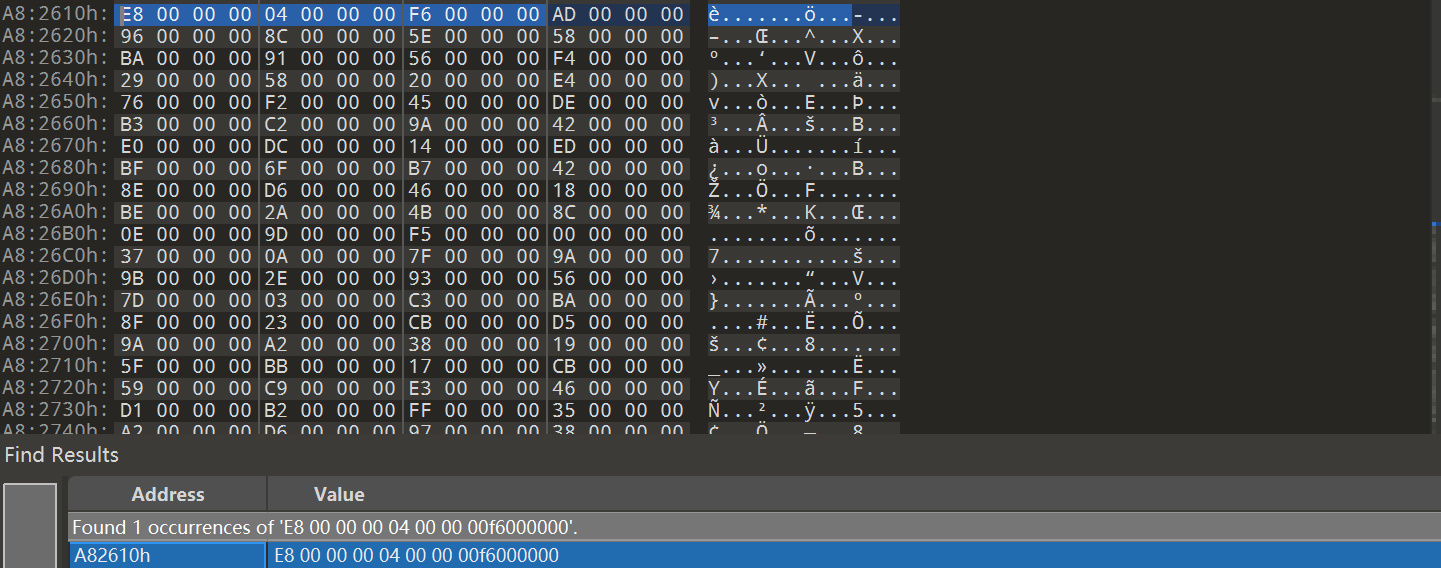 A8:2610h: E8 00 00 00 04 00 00 00 F6 00 00 00 AD 00 00 00 è.......ö...-...
A8:2620h: 96 00 00 00 8C 00 00 00 5E 00 00 00 58 00 00 00 –...Œ...^...X...
A8:2630h: BA 00 00 00 91 00 00 00 56 00 00 00 F4 00 00 00 º...‘...V...ô...
A8:2640h: 29 00 00 00 58 00 00 00 20 00 00 00 E4 00 00 00 )...X... ...ä...
A8:2650h: 76 00 00 00 F2 00 00 00 45 00 00 00 DE 00 00 00 v...ò...E...Þ...
A8:2660h: B3 00 00 00 C2 00 00 00 9A 00 00 00 42 00 00 00 ³...Â...š...B...
A8:2670h: E0 00 00 00 DC 00 00 00 14 00 00 00 ED 00 00 00 à...Ü.......í...
A8:2680h: BF 00 00 00 6F 00 00 00 B7 00 00 00 42 00 00 00 ¿...o...·...B...
A8:2690h: 8E 00 00 00 D6 00 00 00 46 00 00 00 18 00 00 00 Ž...Ö...F.......
A8:26A0h: BE 00 00 00 2A 00 00 00 4B 00 00 00 8C 00 00 00 ¾...*...K...Œ...
A8:26B0h: 0E 00 00 00 9D 00 00 00 F5 00 00 00 00 00 00 00 ........õ.......
A8:26C0h: 37 00 00 00 0A 00 00 00 7F 00 00 00 9A 00 00 00 7...........š...
A8:26D0h: 9B 00 00 00 2E 00 00 00 93 00 00 00 56 00 00 00 ›.......“...V...
A8:26E0h: 7D 00 00 00 03 00 00 00 C3 00 00 00 BA 00 00 00 }.......Ã...º...
A8:26F0h: 8F 00 00 00 23 00 00 00 CB 00 00 00 D5 00 00 00 ....#...Ë...Õ...
A8:2700h: 9A 00 00 00 A2 00 00 00 38 00 00 00 19 00 00 00 š...¢...8.......
A8:2710h: 5F 00 00 00 BB 00 00 00 17 00 00 00 CB 00 00 00 _...».......Ë...
A8:2720h: 59 00 00 00 C9 00 00 00 E3 00 00 00 46 00 00 00 Y...É...ã...F...
A8:2730h: D1 00 00 00 B2 00 00 00 FF 00 00 00 35 00 00 00 Ñ...²...ÿ...5...
A8:2740h: A2 00 00 00 D6 00 00 00 97 00 00 00 38 00 00 00 ¢...Ö...—...8...
Find Results
Address Value
Found 1 occurrences of 'E8 00 00 00 04 00 00 00f6000000'.
A82610h E8 00 00 00 04 00 00 00f6000000